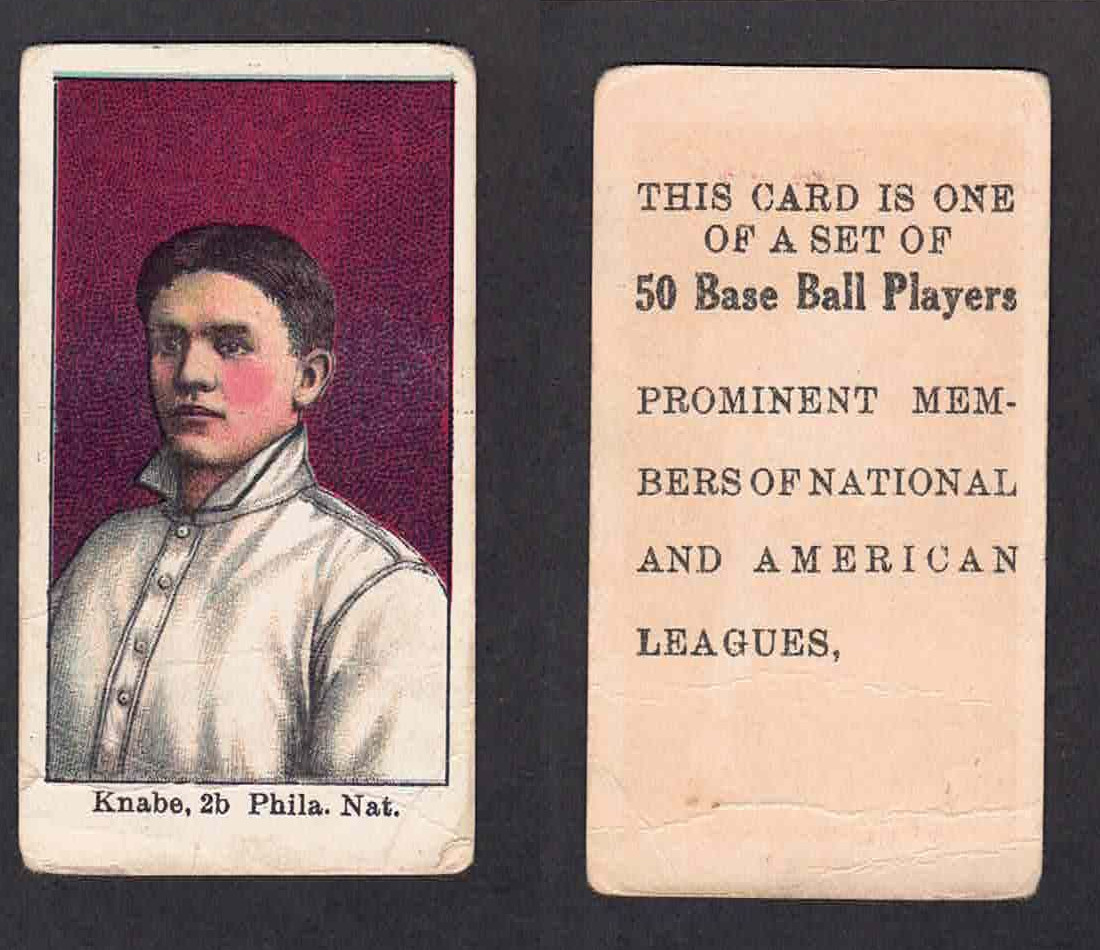 Knabe, 2b Phila. Nat.
THIS CARD IS ONE
OF A SET OF
50 Base Ball Players
PROMINENT MEM-
BERS OF NATIONAL
AND AMERICAN
LEAGUES,